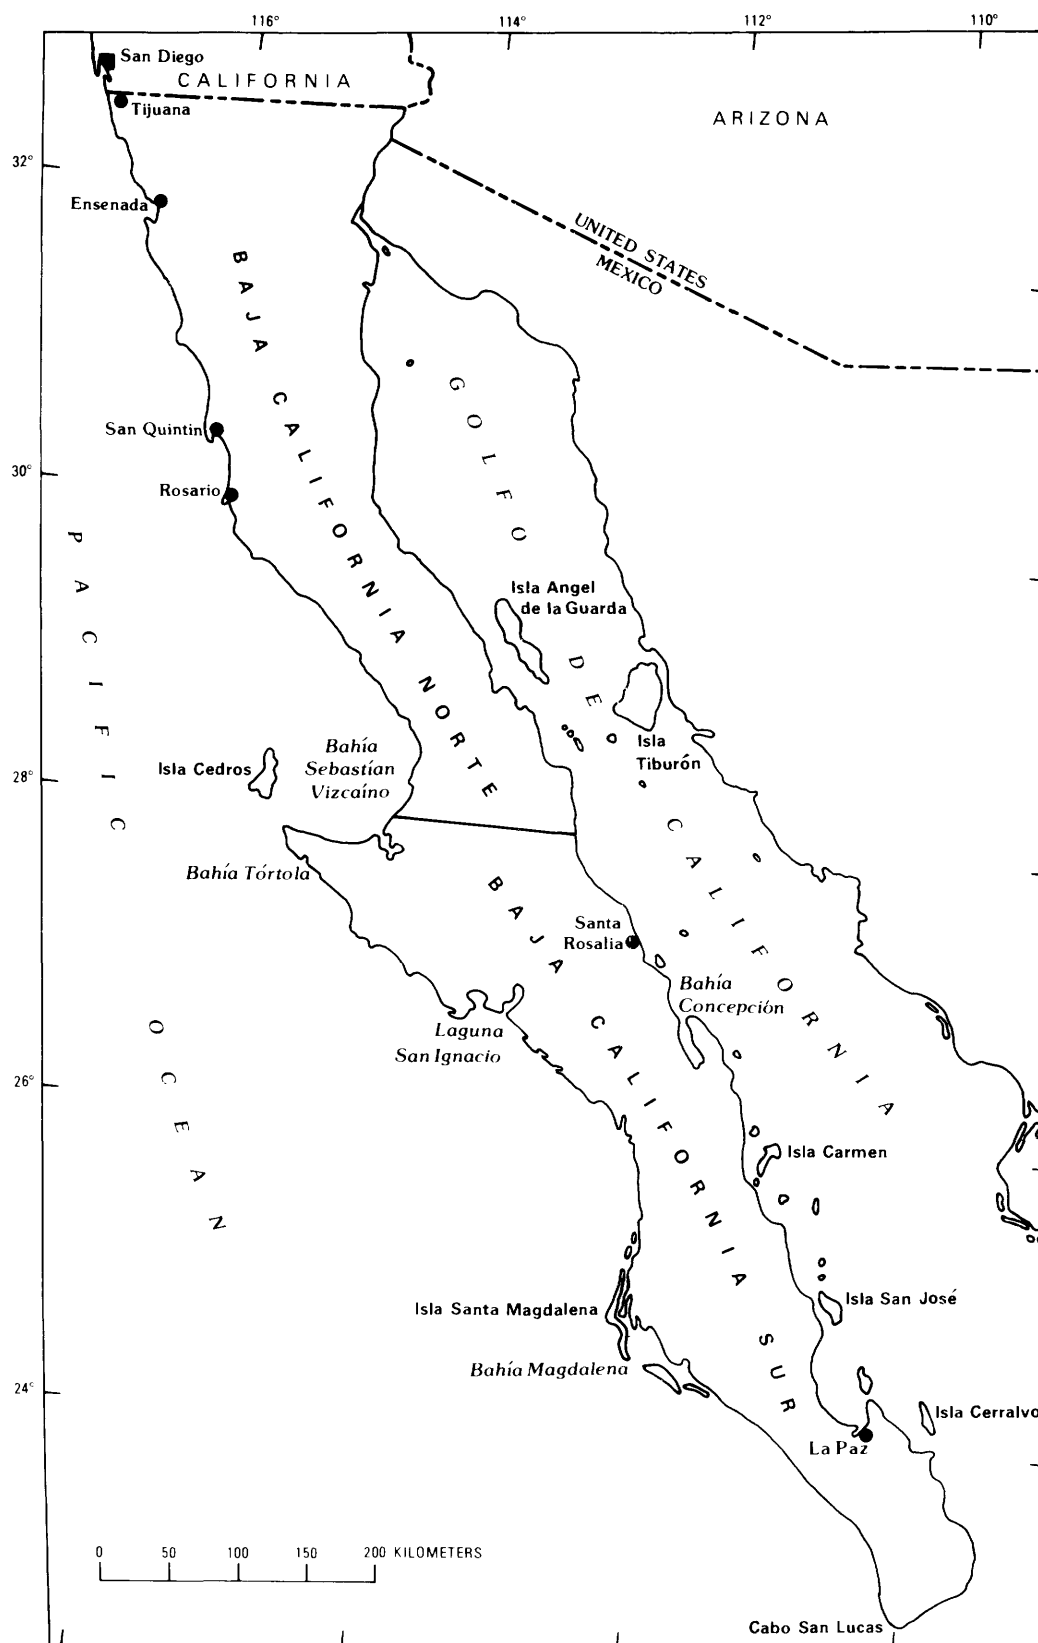 116° 114° 112° 110°
San Diego
CALIFORNIA
Tijuana
ARIZONA
32°
Ensenada
UNITED STATES
MEXICO
BAJA CALIFORNIA NORTE
GOLFO DE CALIFORNIA
San Quintin
30°
Rosario
PACIFIC OCEAN
Isla Angel
de la Guarda
Isla
Tiburón
Isla Cedros
Bahía
Sebastían
Vizcaíno
28°
Bahía Tórtola
BAJA CALIFORNIA SUR
Santa
Rosalia
Bahía
Concepción
Laguna
San Ignacio
26°
Isla Carmen
Isla Santa Magdalena
Isla San José
Bahía Magdalena
24°
Isla Cerralvo
La Paz
0 50 100 150 200 KILOMETERS
Cabo San Lucas